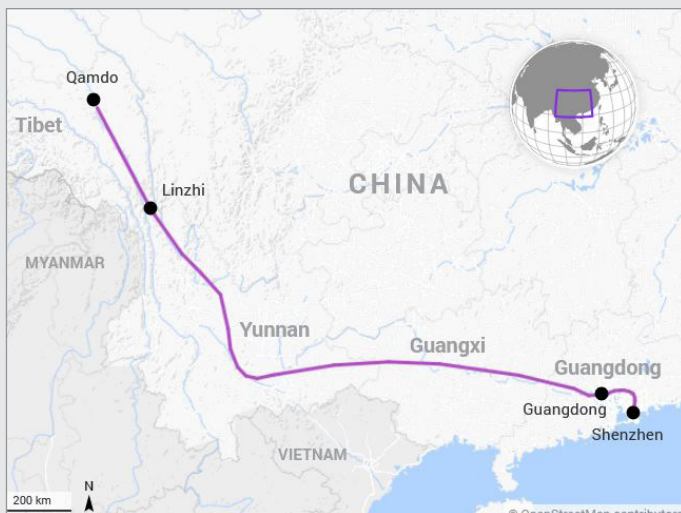 Qamdo
Tibet
Linzhi
CHINA
MYANMAR
Yunnan
Guangxi
Guangdong
Guangdong
Shenzhen
VIETNAM
200 km
N
© OpenStreetMap contributors